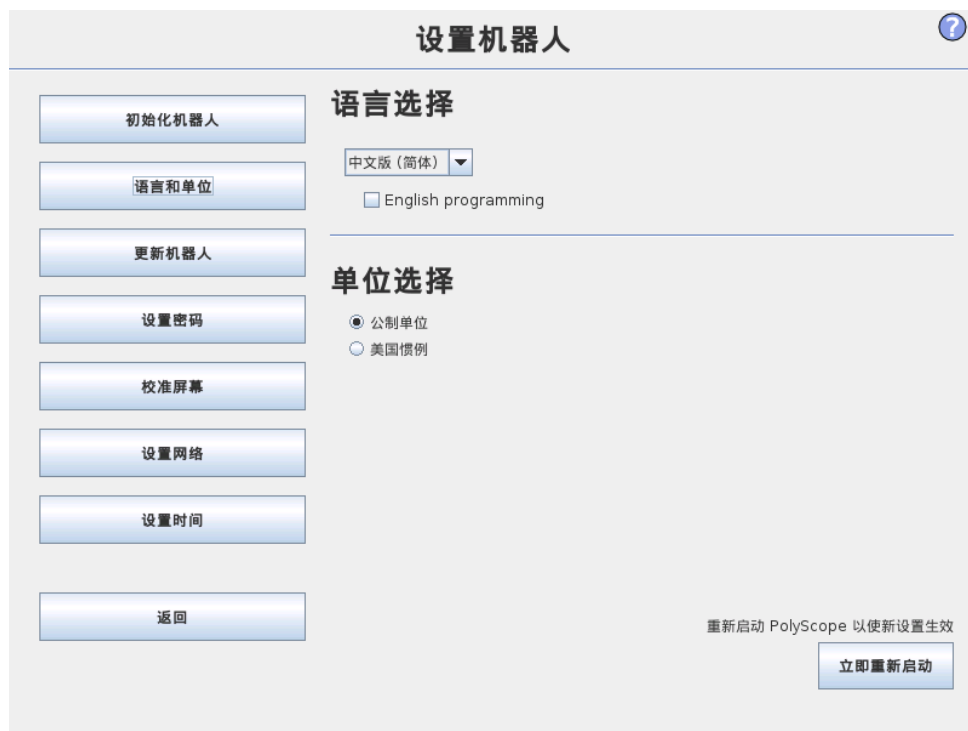 设置机器人
?
初始化机器人
语言和单位
更新机器人
设置密码
校准屏幕
设置网络
设置时间
返回
语言选择
中文版 (简体)
English programming
单位选择
公制单位
美国惯例
重新启动 PolyScope 以使新设置生效
立即重新启动